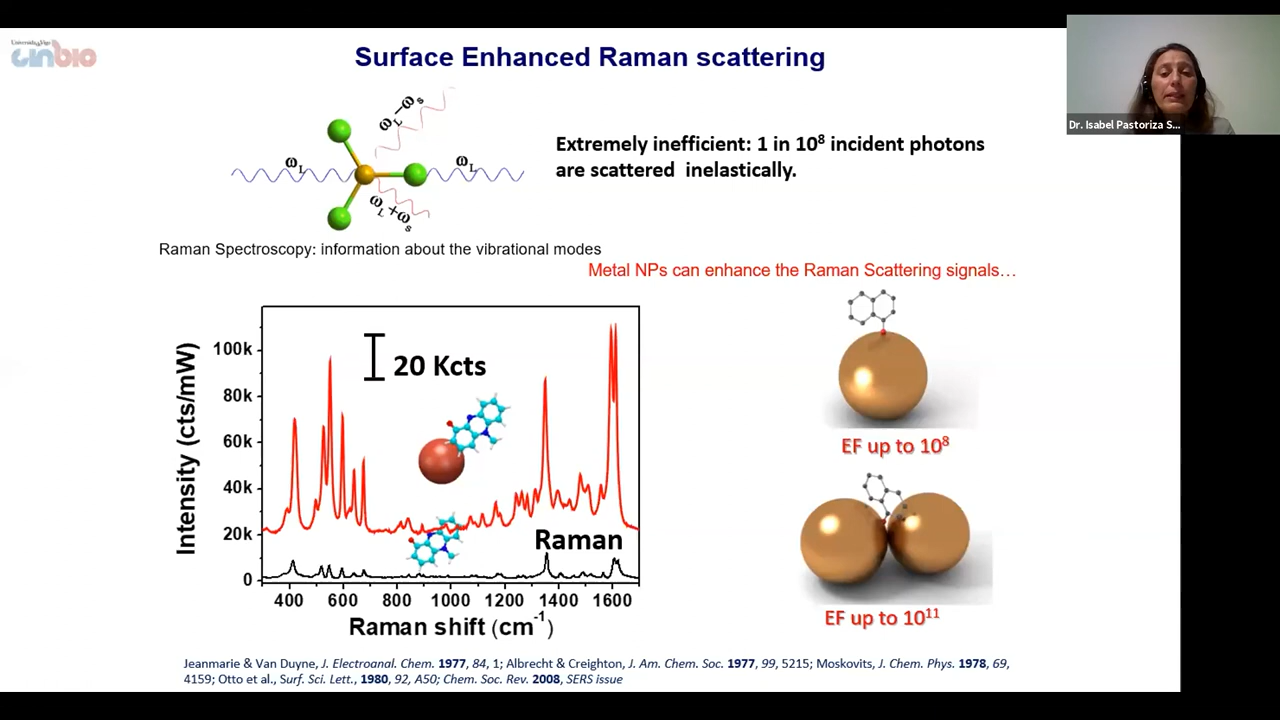 UniversidadeVigo
cinbio
Surface Enhanced Raman scattering
Dr. Isabel Pastoriza S...
ωL−ωs
ωL
ωL
ωL+ωs
Extremely inefficient: 1 in 10⁸ incident photons
are scattered inelastically.
Raman Spectroscopy: information about the vibrational modes
Metal NPs can enhance the Raman Scattering signals…
Intensity (cts/mW)
100k
80k
60k
40k
20k
0
20 Kcts
Raman
400 600 800 1000 1200 1400 1600
Raman shift (cm⁻¹)
EF up to 10⁸
EF up to 10¹¹
Jeanmarie & Van Duyne, J. Electroanal. Chem. 1977, 84, 1; Albrecht & Creighton, J. Am. Chem. Soc. 1977, 99, 5215; Moskovits, J. Chem. Phys. 1978, 69,
4159; Otto et al., Surf. Sci. Lett., 1980, 92, A50; Chem. Soc. Rev. 2008, SERS issue